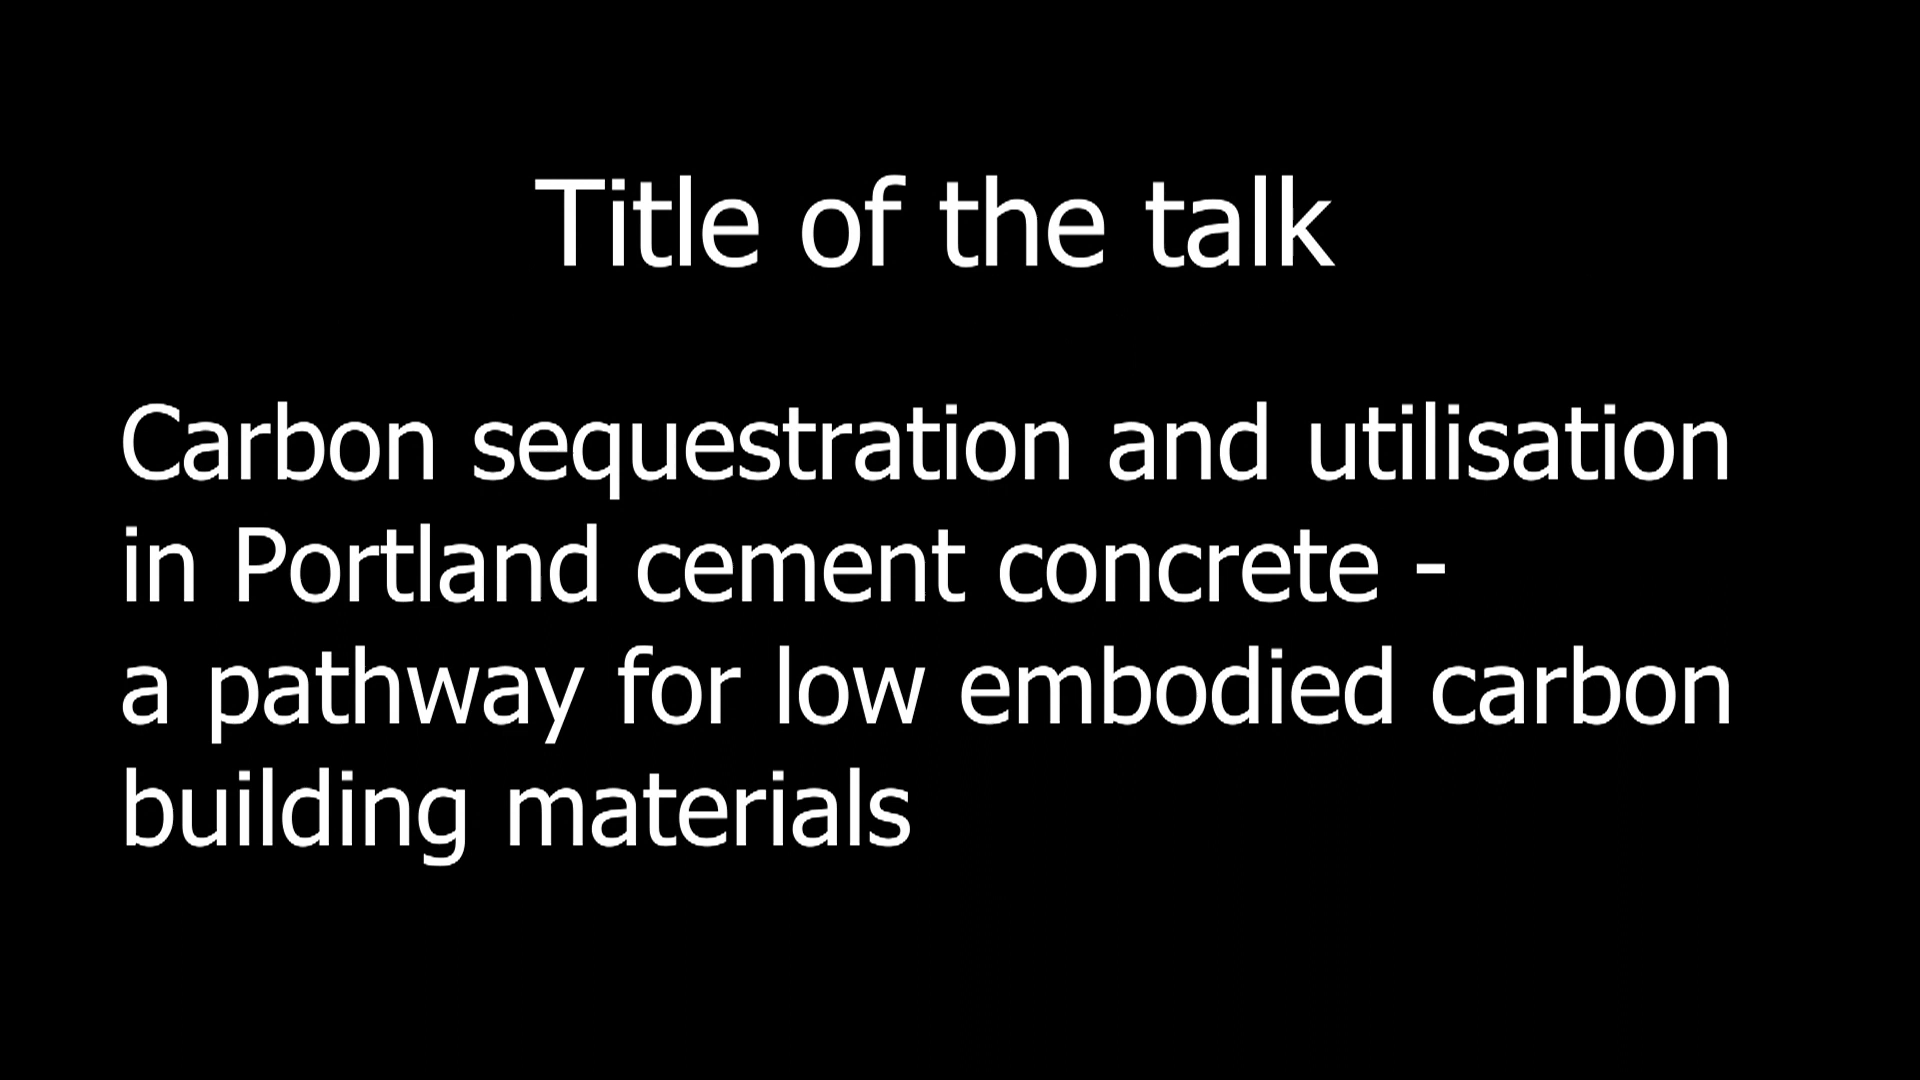 Title of the talk
Carbon sequestration and utilisation
in Portland cement concrete -
a pathway for low embodied carbon
building materials